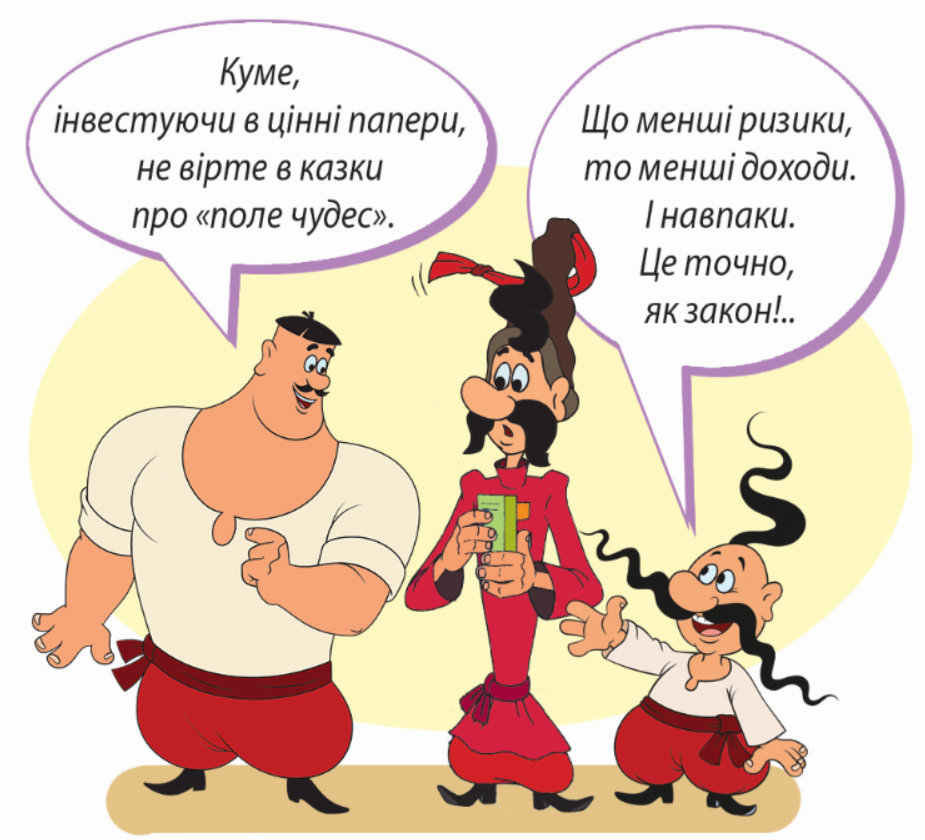 Куме,
інвестуючи в цінні папери,
не вірте в казки
про «поле чудес».
Що менші ризики,
то менші доходи.
І навпаки.
Це точно,
як закон!..